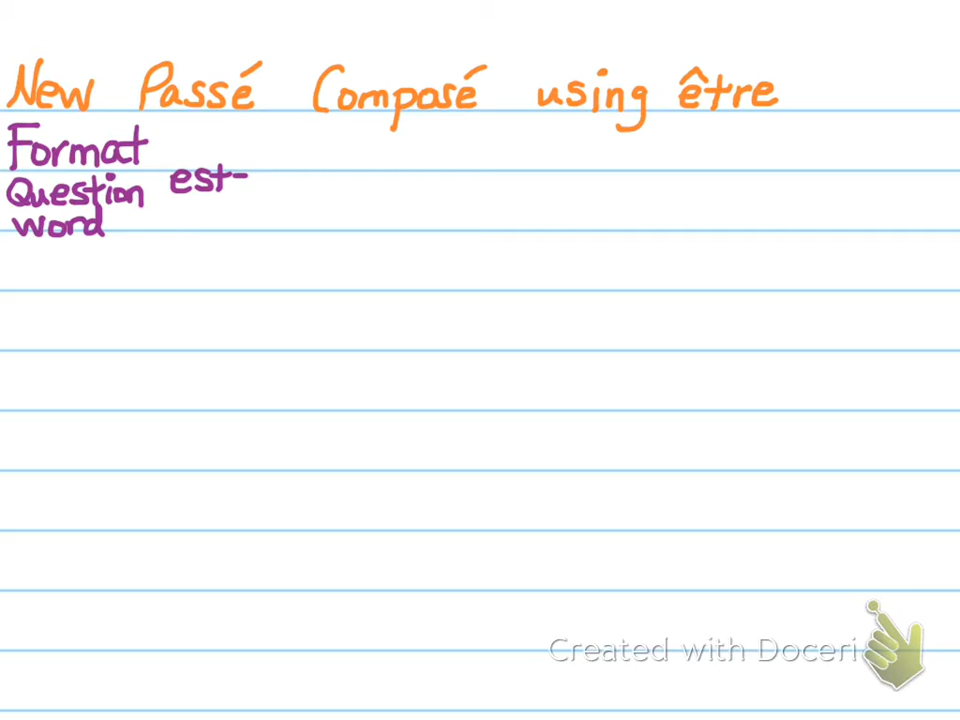 New Passé Composé using être
Format
Question est-
word
Created with Doceri